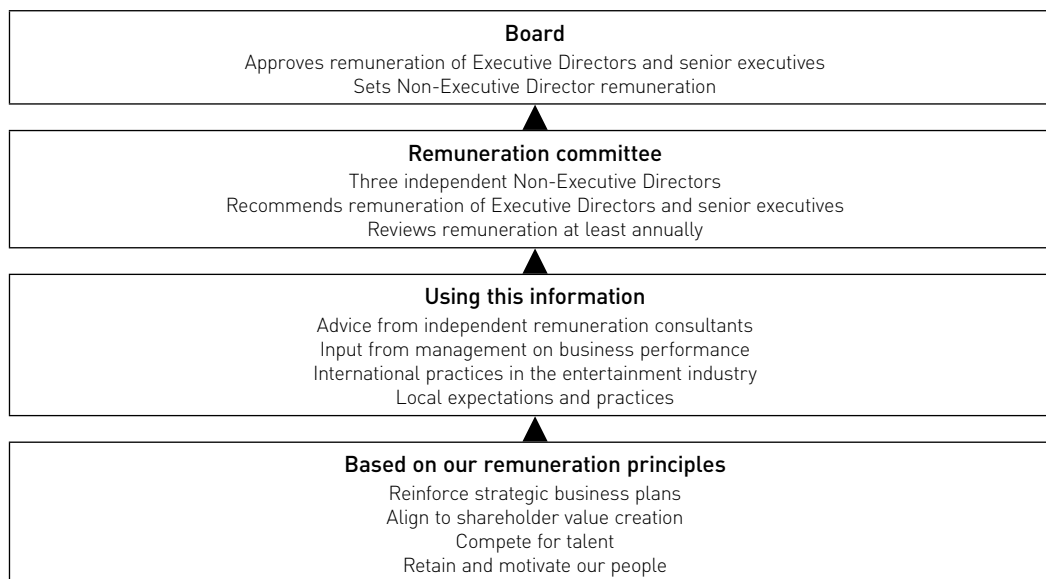 Board
Approves remuneration of Executive Directors and senior executives
Sets Non-Executive Director remuneration
Remuneration committee
Three independent Non-Executive Directors
Recommends remuneration of Executive Directors and senior executives
Reviews remuneration at least annually
Using this information
Advice from independent remuneration consultants
Input from management on business performance
International practices in the entertainment industry
Local expectations and practices
Based on our remuneration principles
Reinforce strategic business plans
Align to shareholder value creation
Compete for talent
Retain and motivate our people